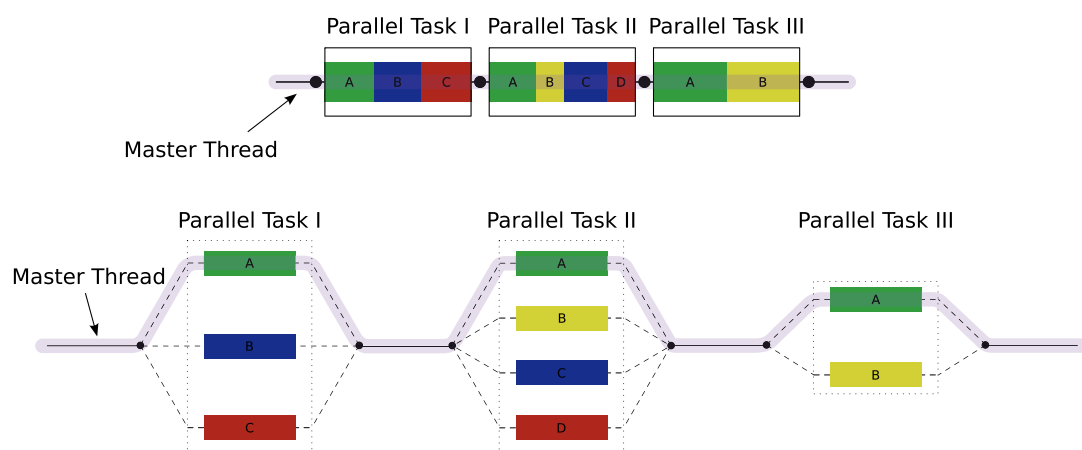 Parallel Task I Parallel Task II Parallel Task III
A B C A B C D A B
Master Thread
Parallel Task I Parallel Task II Parallel Task III
A A
Master Thread
B A
B
B C B
C D